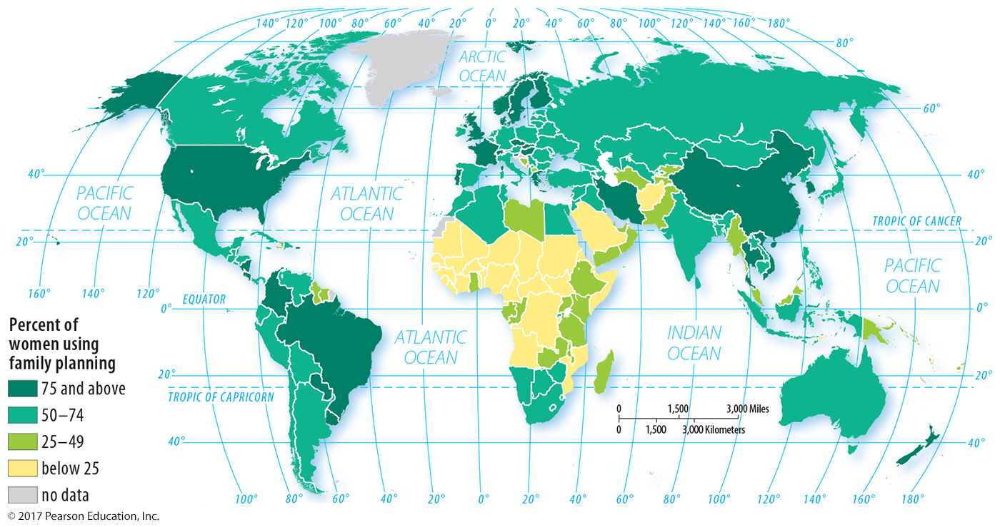 140° 120° 100° 80° 60° 40° 20° 0° 20° 40° 60° 80° 100° 120° 140° 160° 180°
80°
ARCTIC
OCEAN
60°
40°
40°
PACIFIC
OCEAN
ATLANTIC
OCEAN
TROPIC OF CANCER
20°
20°
PACIFIC
OCEAN
160° 140° 120°
EQUATOR
0°
0°
ATLANTIC
OCEAN
INDIAN
OCEAN
20°
20°
TROPIC OF CAPRICORN
0 1,500 3,000 Miles
0 1,500 3,000 Kilometers
40°
40°
Percent of
women using
family planning
75 and above
50–74
25–49
below 25
no data
100° 80° 60° 40° 20° 0° 20° 40° 60° 80° 100° 120° 140° 160° 180°
© 2017 Pearson Education, Inc.